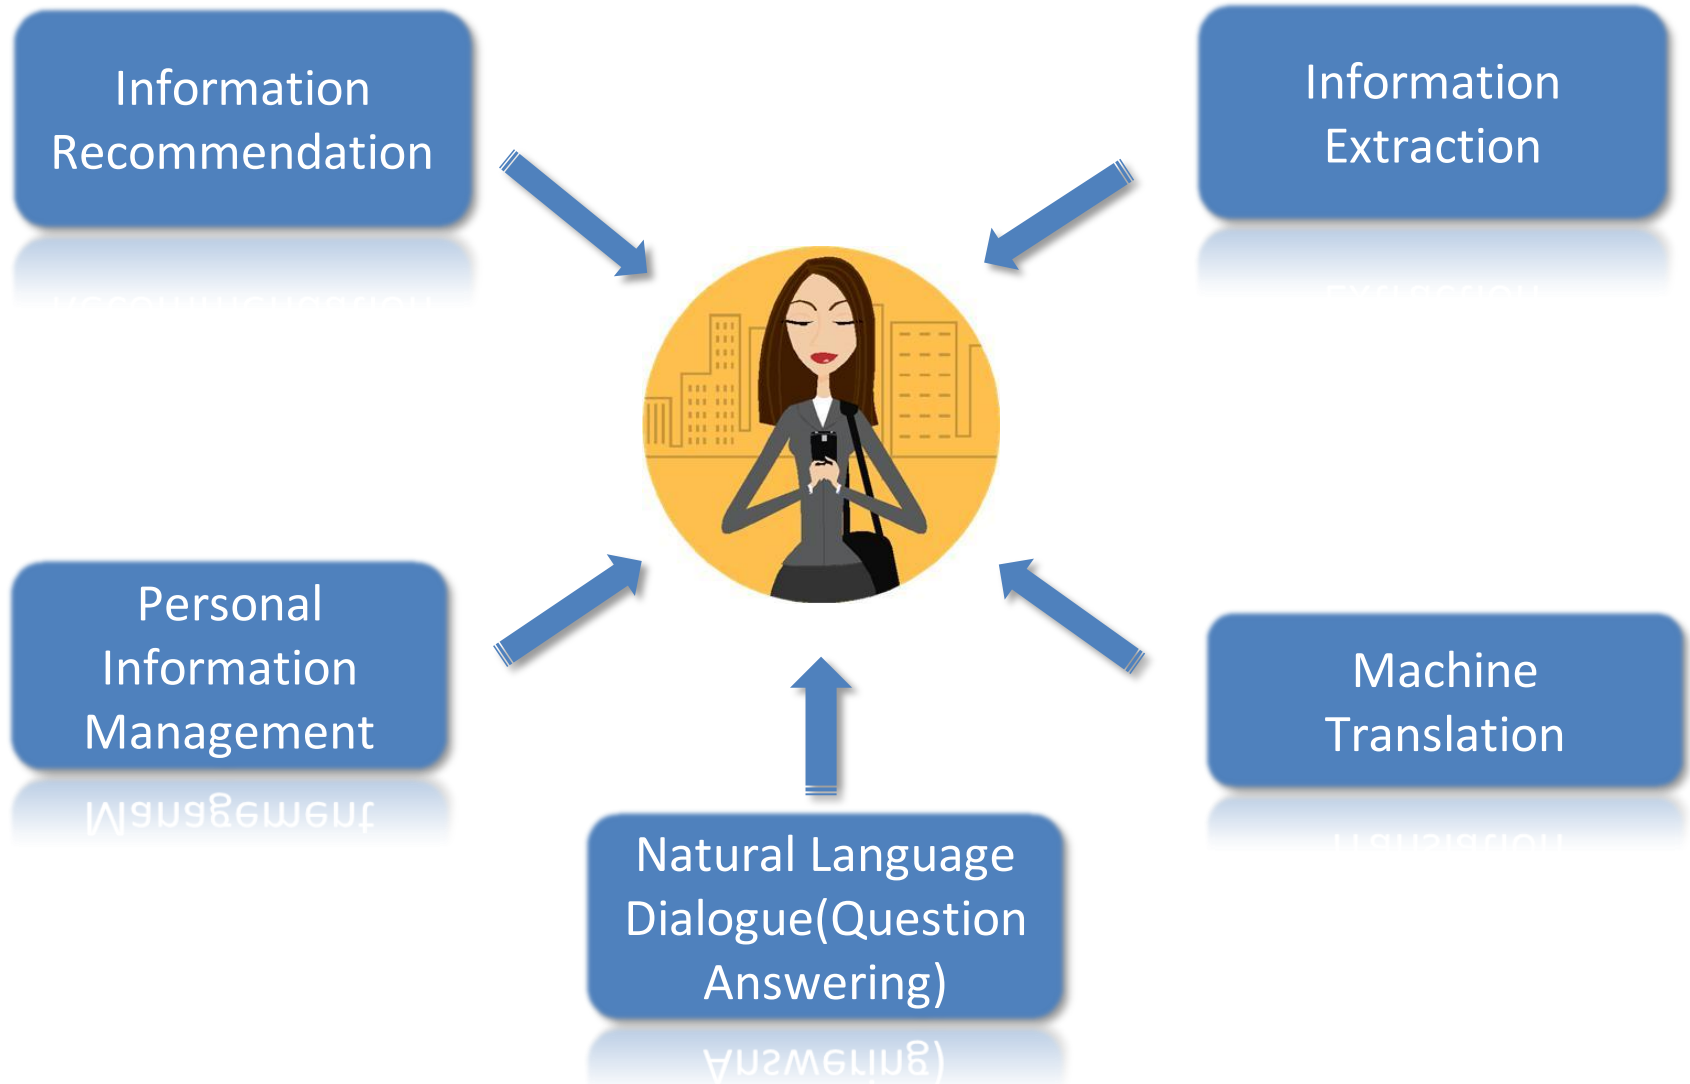 Information
Recommendation
Information
Extraction
Personal
Information
Management
Machine
Translation
Natural Language
Dialogue(Question
Answering)